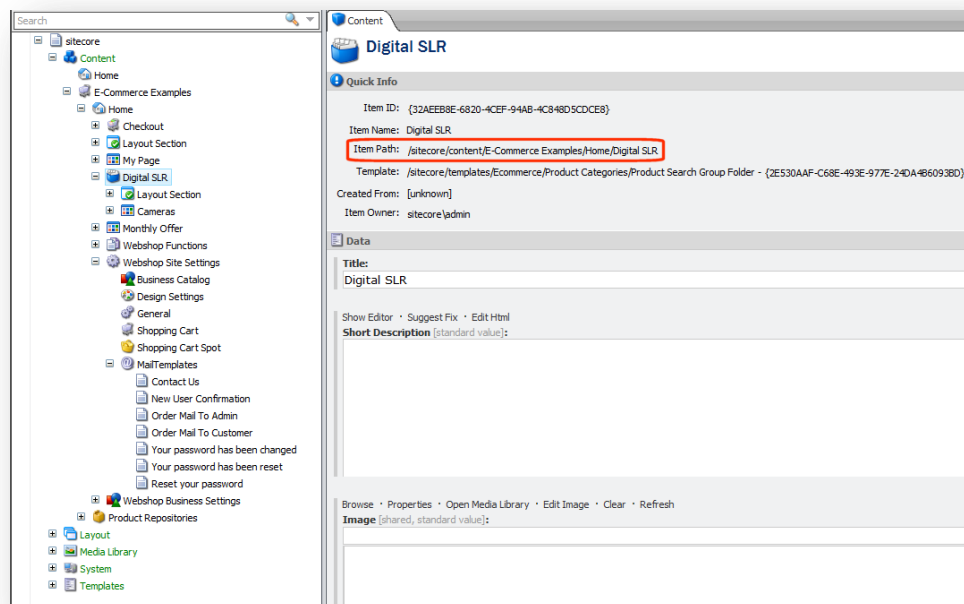 Search
sitecore
Content
Home
E-Commerce Examples
Home
Checkout
Layout Section
My Page
Digital SLR
Layout Section
Cameras
Monthly Offer
Webshop Functions
Webshop Site Settings
Business Catalog
Design Settings
General
Shopping Cart
Shopping Cart Spot
MailTemplates
Contact Us
New User Confirmation
Order Mail To Admin
Order Mail To Customer
Your password has been changed
Your password has been reset
Reset your password
Webshop Business Settings
Product Repositories
Layout
Media Library
System
Templates
Content
Digital SLR
Quick Info
Item ID: {32AEEB8E-6820-4CEF-94AB-4C848D5CDCE8}
Item Name: Digital SLR
Item Path: /sitecore/content/E-Commerce Examples/Home/Digital SLR
Template: /sitecore/templates/Ecommerce/Product Categories/Product Search Group Folder - {2E530AAF-C68E-493E-977E-24DA4B6093BD}
Created From: [unknown]
Item Owner: sitecore\admin
Data
Title:
Digital SLR
Show Editor · Suggest Fix · Edit Html
Short Description [standard value]:
Browse · Properties · Open Media Library · Edit Image · Clear · Refresh
Image [shared, standard value]: